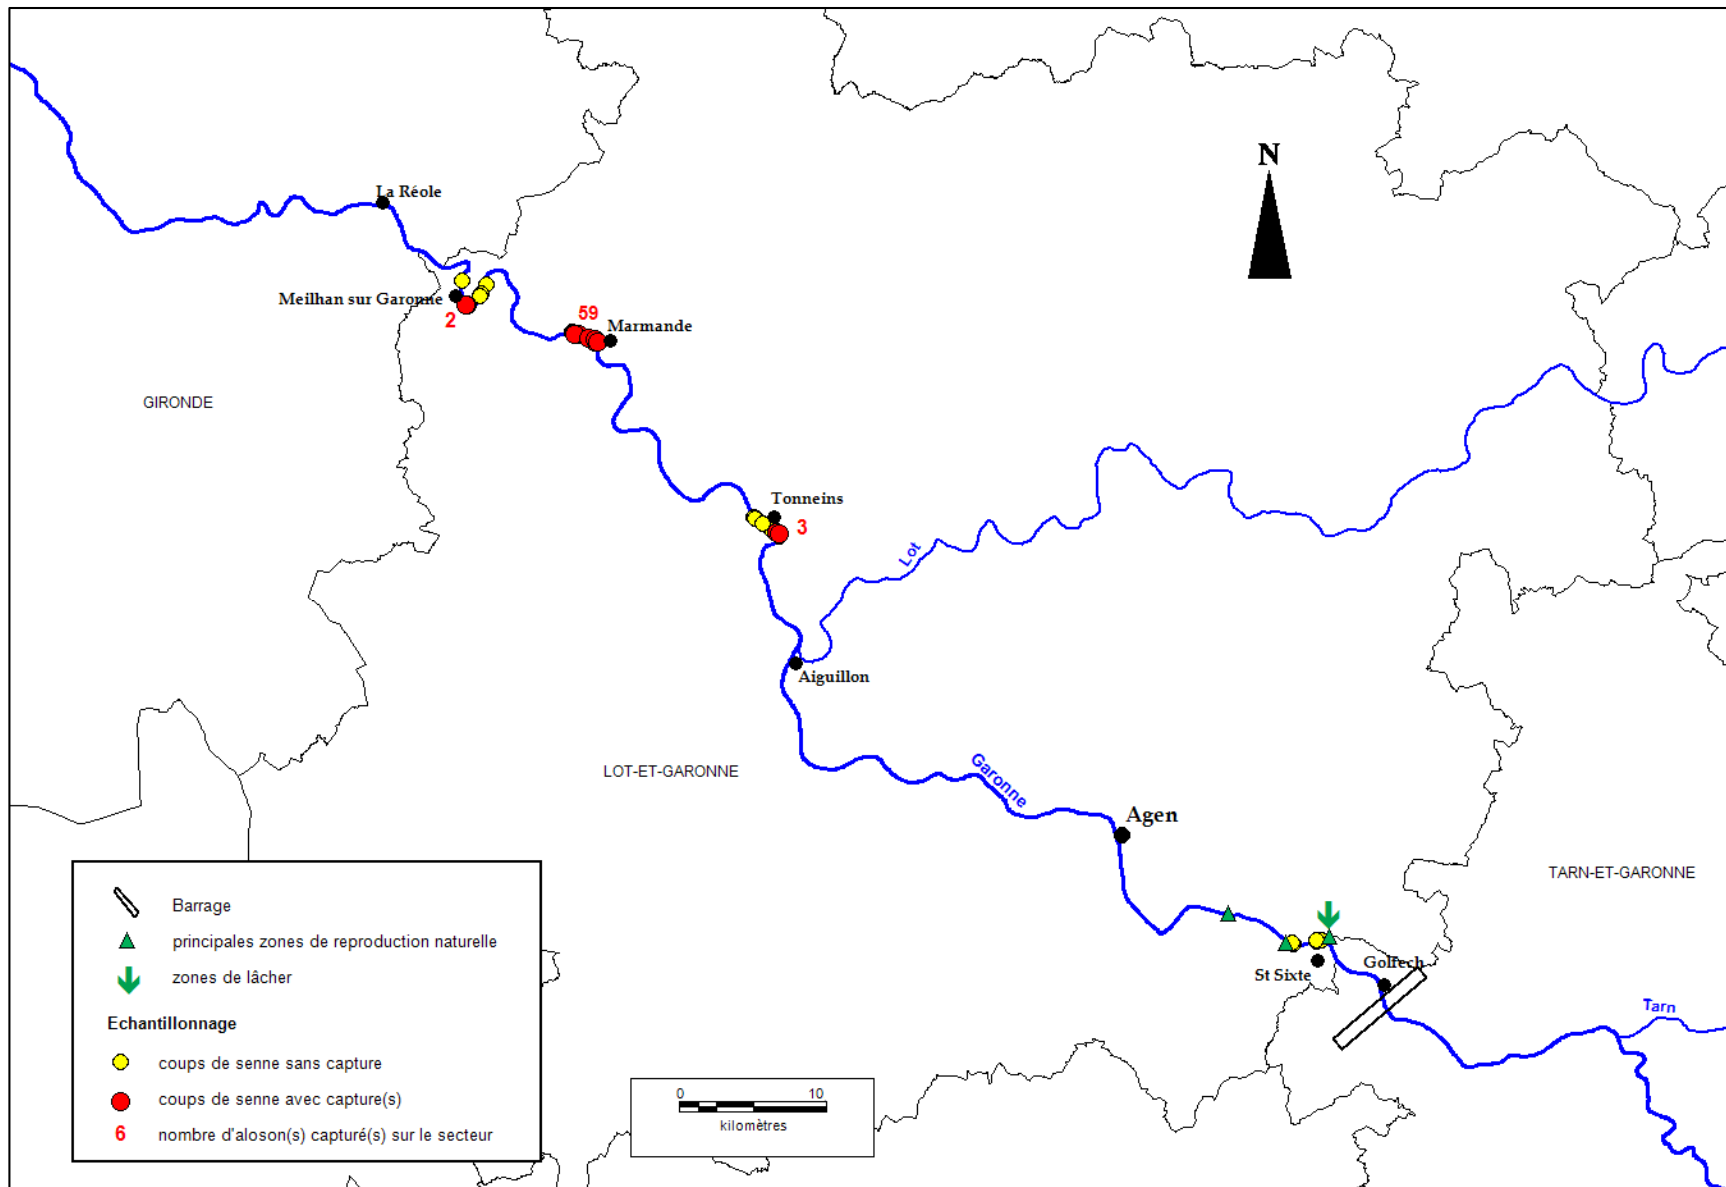 N
La Réole
Meilhan sur Garonne
2
59
Marmande
GIRONDE
Tonneins
3
Lot
Aiguillon
LOT-ET-GARONNE
Garonne
Agen
TARN-ET-GARONNE
St Sixte
Golfech
Tarn
Barrage
principales zones de reproduction naturelle
zones de lâcher
Echantillonnage
coups de senne sans capture
coups de senne avec capture(s)
6 nombre d'aloson(s) capturé(s) sur le secteur
0 10
kilomètres